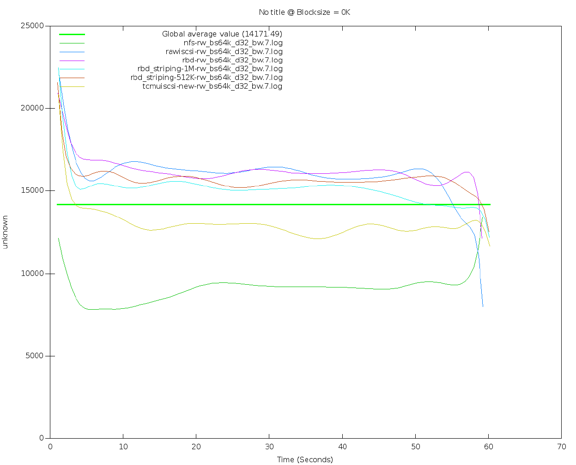 No title @ Blocksize = 0K
25000
20000
15000
10000
5000
0
unknown
Global average value (14171.49)
nfs-rw_bs64k_d32_bw.7.log
rawiscsl-rw_bs64k_d32_bw.7.log
rbd-rw_bs64k_d32_bw.7.log
rbd_striping-1M-rw_bs64k_d32_bw.7.log
rbd_striping-512K-rw_bs64k_d32_bw.7.log
tcmuiscsl-new-rw_bs64k_d32_bw.7.log
0 10 20 30 40 50 60 70
Time (Seconds)